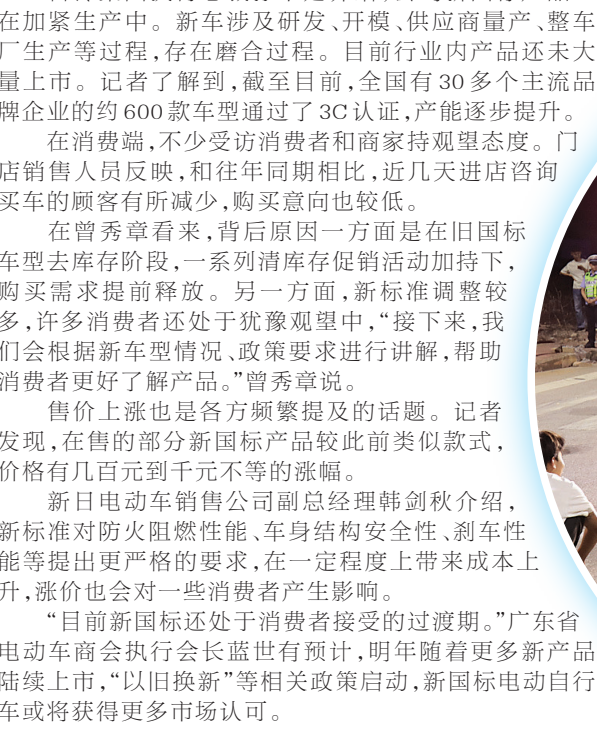 在加紧生产中。新车涉及研发、开模、供应商量产、整车
厂生产等过程,存在磨合过程。目前行业内产品还未大
量上市。记者了解到,截至目前,全国有30多个主流品
牌企业的约600款车型通过了3C认证,产能逐步提升。
在消费端,不少受访消费者和商家持观望态度。门
店销售人员反映,和往年同期相比,近几天进店咨询
买车的顾客有所减少,购买意向也较低。
在曾秀章看来,背后原因一方面是在旧国标
车型去库存阶段,一系列清库存促销活动加持下,
购买需求提前释放。另一方面,新标准调整较
多,许多消费者还处于犹豫观望中,“接下来,我
们会根据新车型情况、政策要求进行讲解,帮助
消费者更好了解产品。”曾秀章说。
售价上涨也是各方频繁提及的话题。记者
发现,在售的部分新国标产品较此前类似款式,
价格有几百元到千元不等的涨幅。
新日电动车销售公司副总经理韩剑秋介绍,
新标准对防火阻燃性能、车身结构安全性、刹车性
能等提出更严格的要求,在一定程度上带来成本上
升,涨价也会对一些消费者产生影响。
“目前新国标还处于消费者接受的过渡期。”广东省
电动车商会执行会长蓝世有预计,明年随着更多新产品
陆续上市,“以旧换新”等相关政策启动,新国标电动自行
车或将获得更多市场认可。